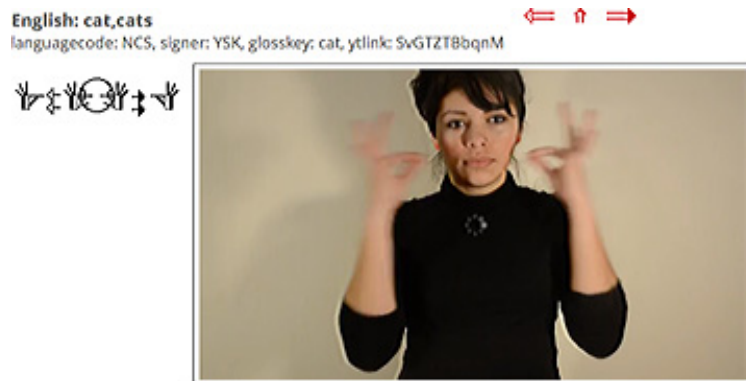 English: cat,cats
languagecode: NCS, signer: YSK, glosskey: cat, ytlink: SvGTZTBbqnM